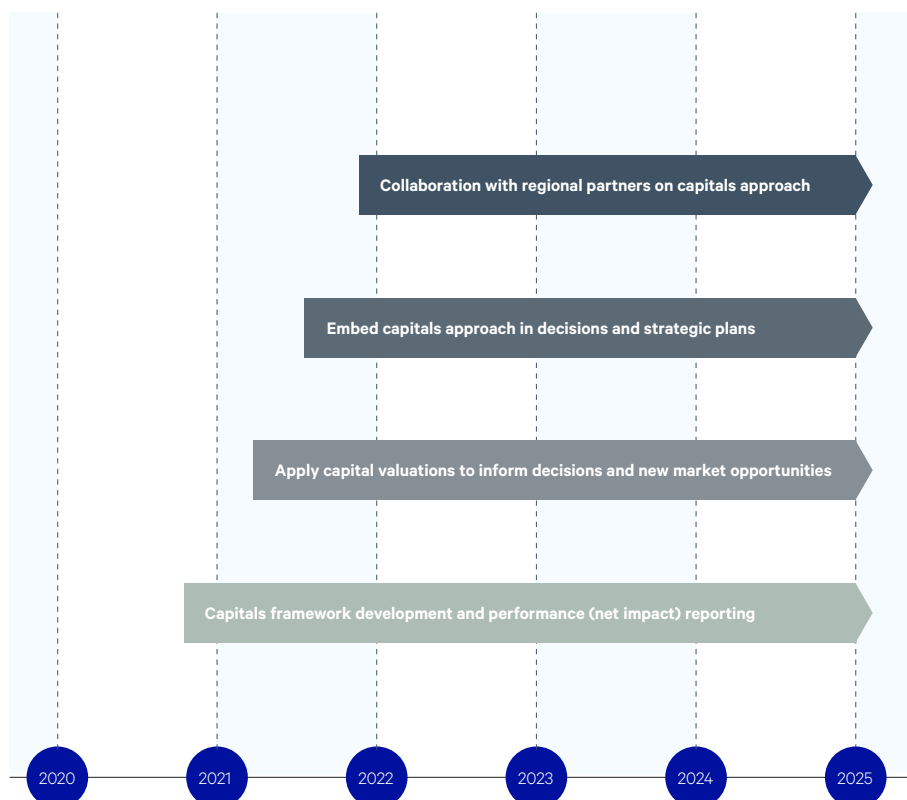 Collaboration with regional partners on capitals approach
Embed capitals approach in decisions and strategic plans
Apply capital valuations to inform decisions and new market opportunities
Capitals framework development and performance (net impact) reporting
2020 2021 2022 2023 2024 2025